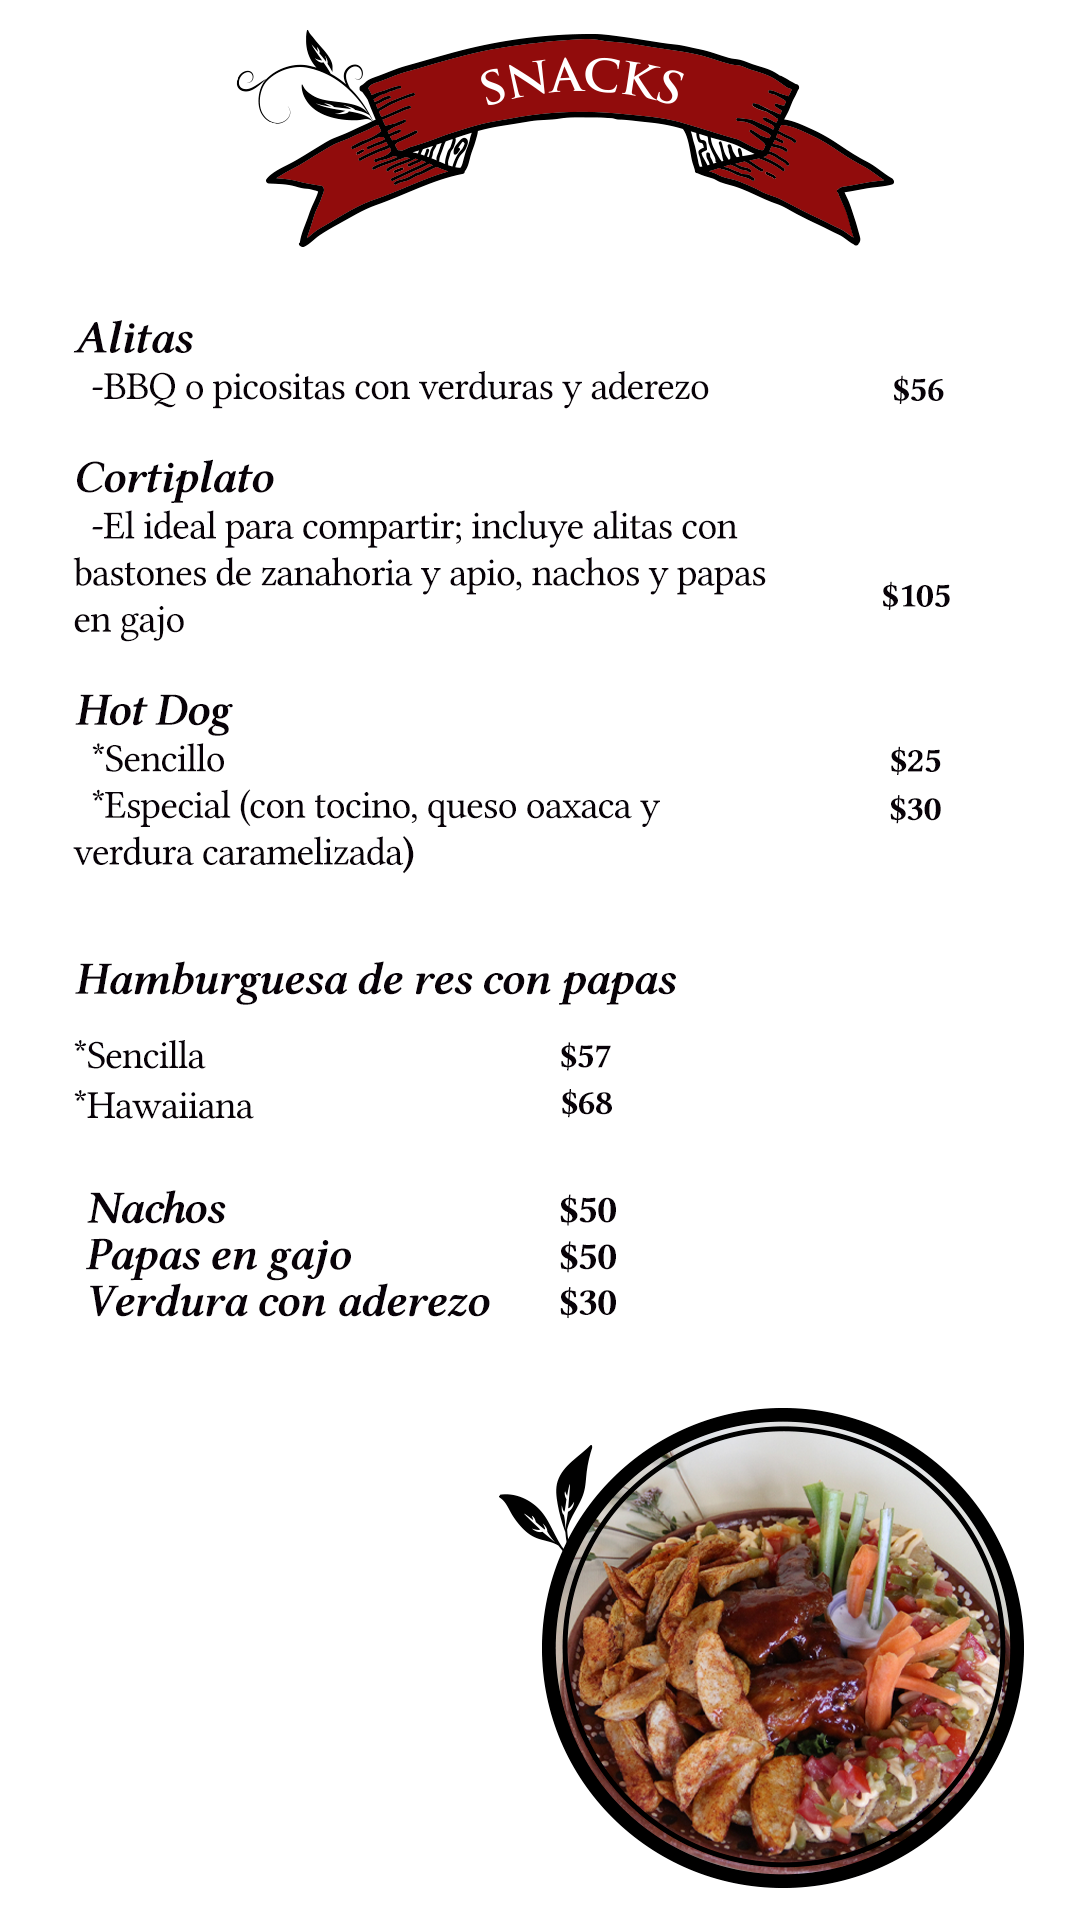 SNACKS
Alitas
-BBQ o picositas con verduras y aderezo $56
Cortiplato
-El ideal para compartir; incluye alitas con
bastones de zanahoria y apio, nachos y papas
en gajo $105
Hot Dog
*Sencillo $25
*Especial (con tocino, queso oaxaca y $30
verdura caramelizada)
Hamburguesa de res con papas
*Sencilla $57
*Hawaiiana $68
Nachos $50
Papas en gajo $50
Verdura con aderezo $30